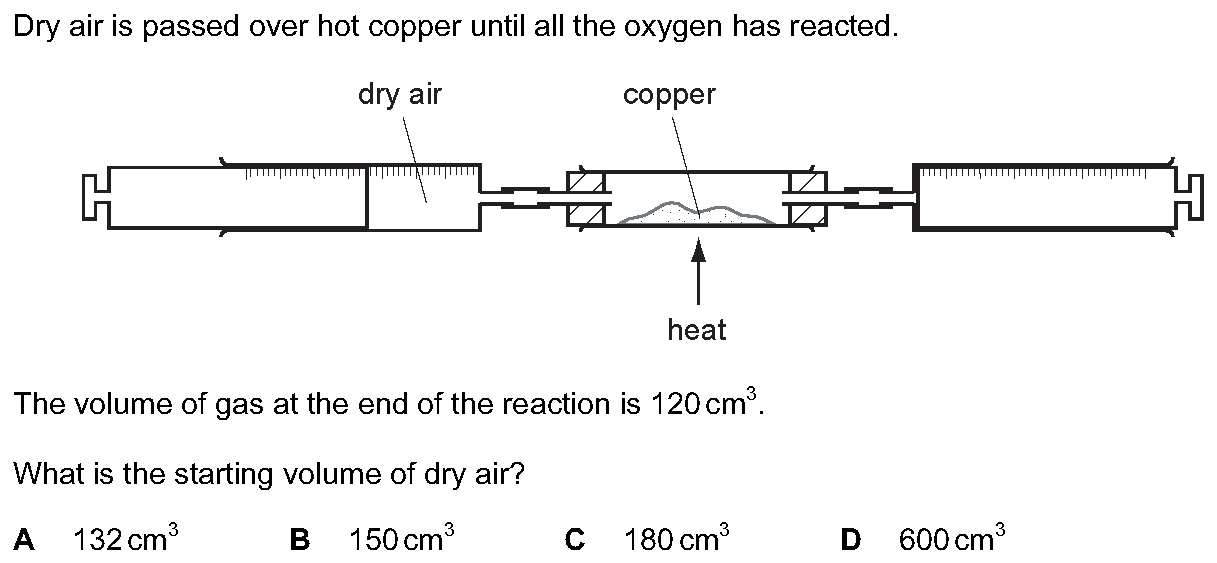 Dry air is passed over hot copper until all the oxygen has reacted.
dry air copper
heat
The volume of gas at the end of the reaction is 120 cm³.
What is the starting volume of dry air?
A 132 cm³ B 150 cm³ C 180 cm³ D 600 cm³